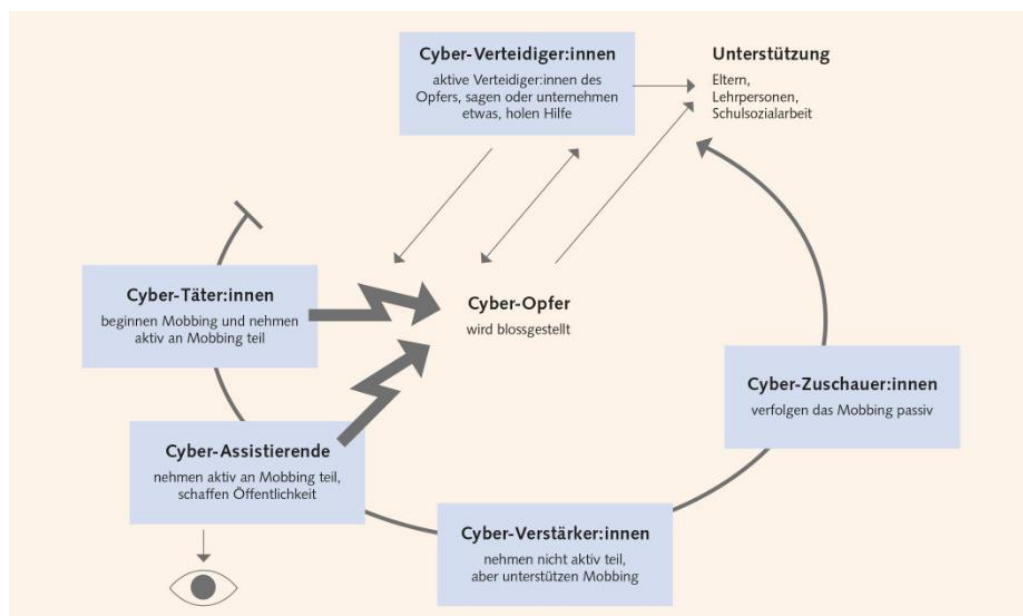 Cyber-Verteidiger:innen
aktive Verteidiger:innen des
Opfers, sagen oder unternehmen
etwas, holen Hilfe
Unterstützung
Eltern,
Lehrpersonen,
Schulsozialarbeit
Cyber-Täter:innen
beginnen Mobbing und nehmen
aktiv an Mobbing teil
Cyber-Opfer
wird blossgestellt
Cyber-Zuschauer:innen
verfolgen das Mobbing passiv
Cyber-Assistierende
nehmen aktiv an Mobbing teil,
schaffen Öffentlichkeit
Cyber-Verstärker:innen
nehmen nicht aktiv teil,
aber unterstützen Mobbing